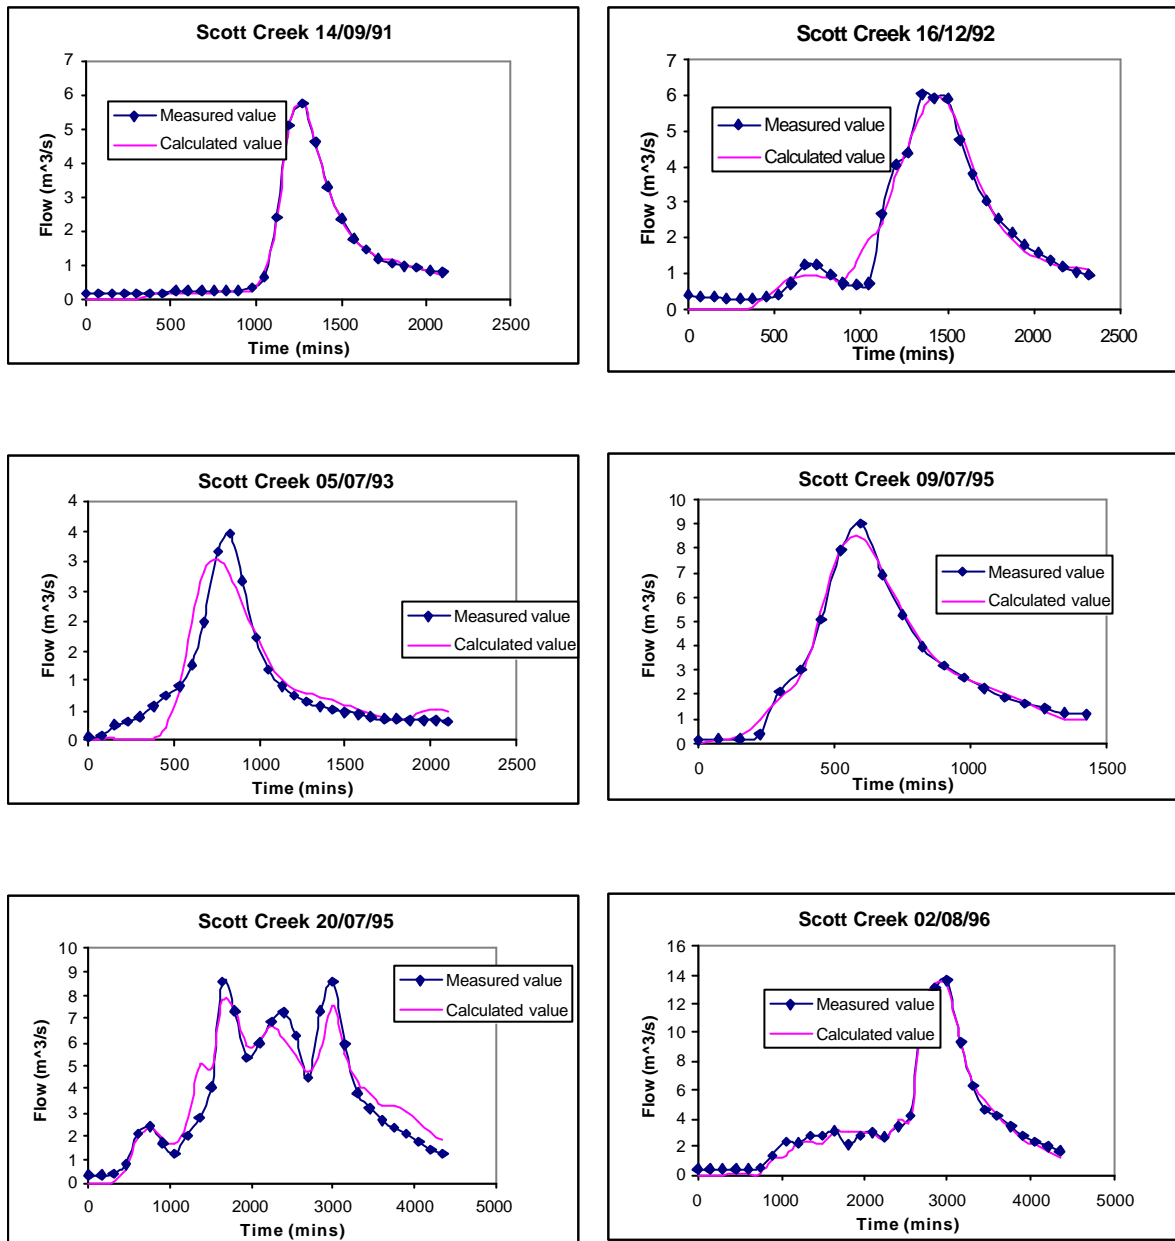 Scott Creek 14/09/91
7
6
5
4
3
2
1
0
Flow (m^3/s)
Measured value
Calculated value
0 500 1000 1500 2000 2500
Time (mins)
Scott Creek 16/12/92
7
6
5
4
3
2
1
0
Flow (m^3/s)
Measured value
Calculated value
0 500 1000 1500 2000 2500
Time (mins)
Scott Creek 05/07/93
4
4
3
3
2
2
1
1
0
Flow (m^3/s)
Measured value
Calculated value
0 500 1000 1500 2000 2500
Time (mins)
Scott Creek 09/07/95
10
9
8
7
6
5
4
3
2
1
0
Flow (m^3/s)
Measured value
Calculated value
0 500 1000 1500
Time (mins)
Scott Creek 20/07/95
10
9
8
7
6
5
4
3
2
1
0
Flow (m^3/s)
Measured value
Calculated value
0 1000 2000 3000 4000 5000
Time (mins)
Scott Creek 02/08/96
16
14
12
10
8
6
4
2
0
Flow (m^3/s)
Measured value
Calculated value
0 1000 2000 3000 4000 5000
Time (mins)